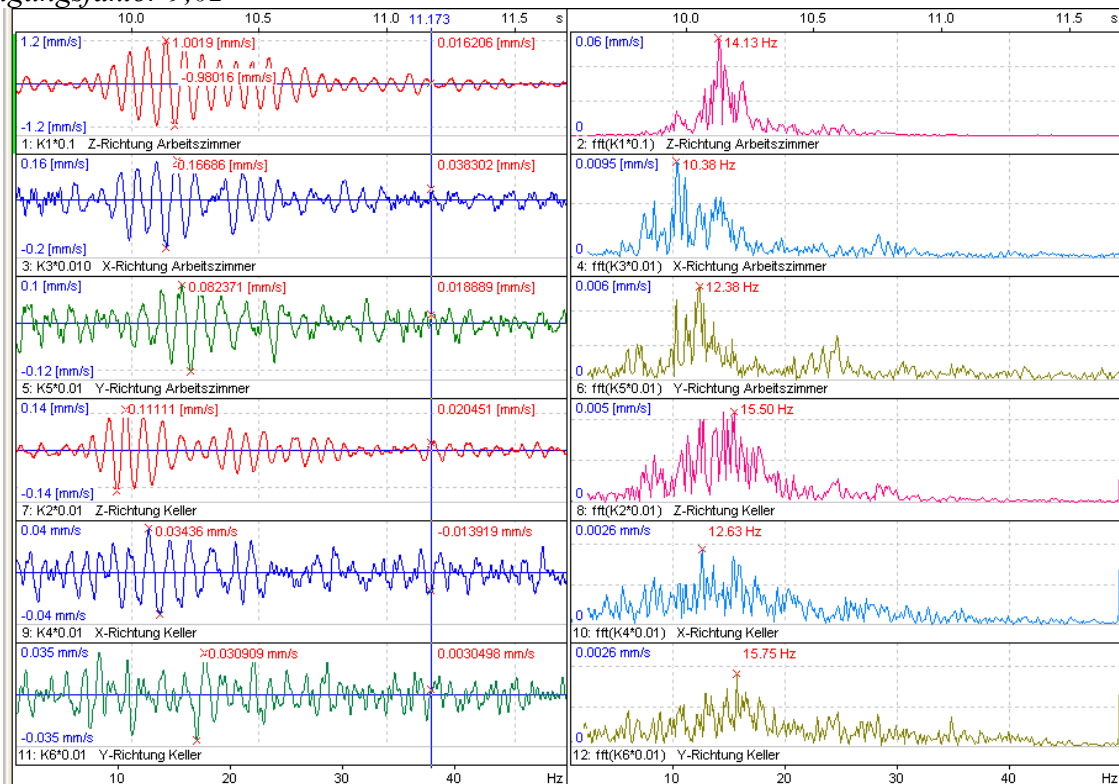 10.0 10.5 11.0 11.173 11.5 s
10.0 10.5 11.0 11.5 s
1.2 [mm/s] 1.0019 [mm/s] 0.016206 [mm/s]
-0.98016 [mm/s]
-1.2 [mm/s]
1: K1*0.1 Z-Richtung Arbeitszimmer
0.06 [mm/s] 14.13 Hz
0
2: fft(K1*0.1) Z-Richtung Arbeitszimmer
0.16 [mm/s] -0.16686 [mm/s] 0.038302 [mm/s]
-0.2 [mm/s]
3: K3*0.010 X-Richtung Arbeitszimmer
0.0095 [mm/s] 10.38 Hz
0
4: fft(K3*0.01) X-Richtung Arbeitszimmer
0.1 [mm/s] 0.082371 [mm/s] 0.018889 [mm/s]
-0.12 [mm/s]
5: K5*0.01 Y-Richtung Arbeitszimmer
0.006 [mm/s] 12.38 Hz
0
6: fft(K5*0.01) Y-Richtung Arbeitszimmer
0.14 [mm/s] 0.11111 [mm/s] 0.020451 [mm/s]
-0.14 [mm/s]
7: K2*0.01 Z-Richtung Keller
0.005 [mm/s] 15.50 Hz
0
8: fft(K2*0.01) Z-Richtung Keller
0.04 mm/s 0.03436 mm/s -0.013919 mm/s
-0.04 mm/s
9: K4*0.01 X-Richtung Keller
0.0026 mm/s 12.63 Hz
0
10: fft(K4*0.01) X-Richtung Keller
0.035 mm/s 0.030909 mm/s 0.0030498 mm/s
-0.035 mm/s
11: K6*0.01 Y-Richtung Keller
0.0026 mm/s 15.75 Hz
0
12: fft(K6*0.01) Y-Richtung Keller
10 20 30 40 Hz
10 20 30 40 Hz